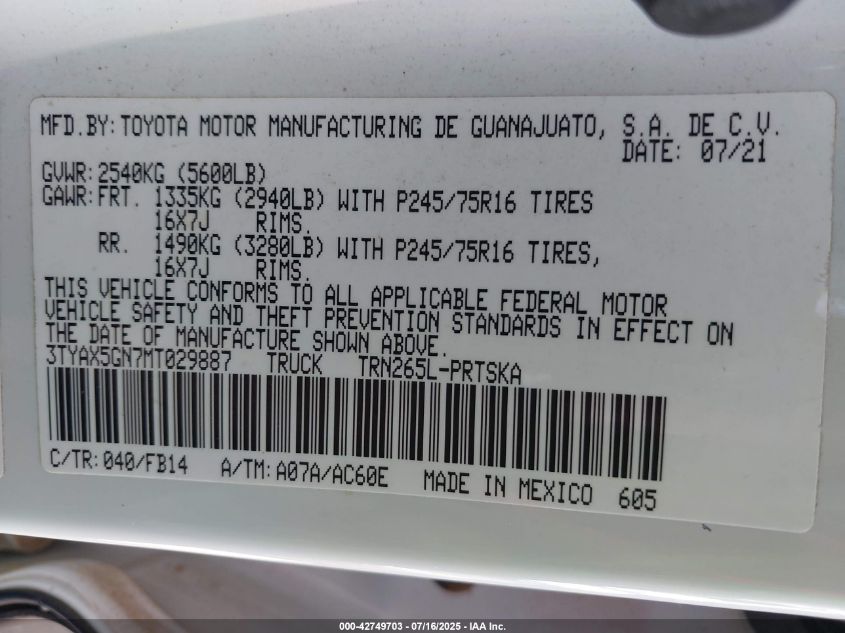 MFD.BY: TOYOTA MOTOR MANUFACTURING DE GUANAJUATO, S.A. DE C.V.
DATE: 07/21
GVWR: 2540KG (5600LB)
GAWR: FRT. 1335KG (2940LB) WITH P245/75R16 TIRES
16X7J RIMS.
RR. 1490KG (3280LB) WITH P245/75R16 TIRES,
16X7J RIMS.
THIS VEHICLE CONFORMS TO ALL APPLICABLE FEDERAL MOTOR
VEHICLE SAFETY AND THEFT PREVENTION STANDARDS IN EFFECT ON
THE DATE OF MANUFACTURE SHOWN ABOVE.
3TYAX5GN7MT029887 TRUCK TRN265L-PRTSKA
C/TR: 040/FB14 A/TM: A07A/AC60E MADE IN MEXICO 605
000-42749703 - 07/16/2025 - IAA Inc.